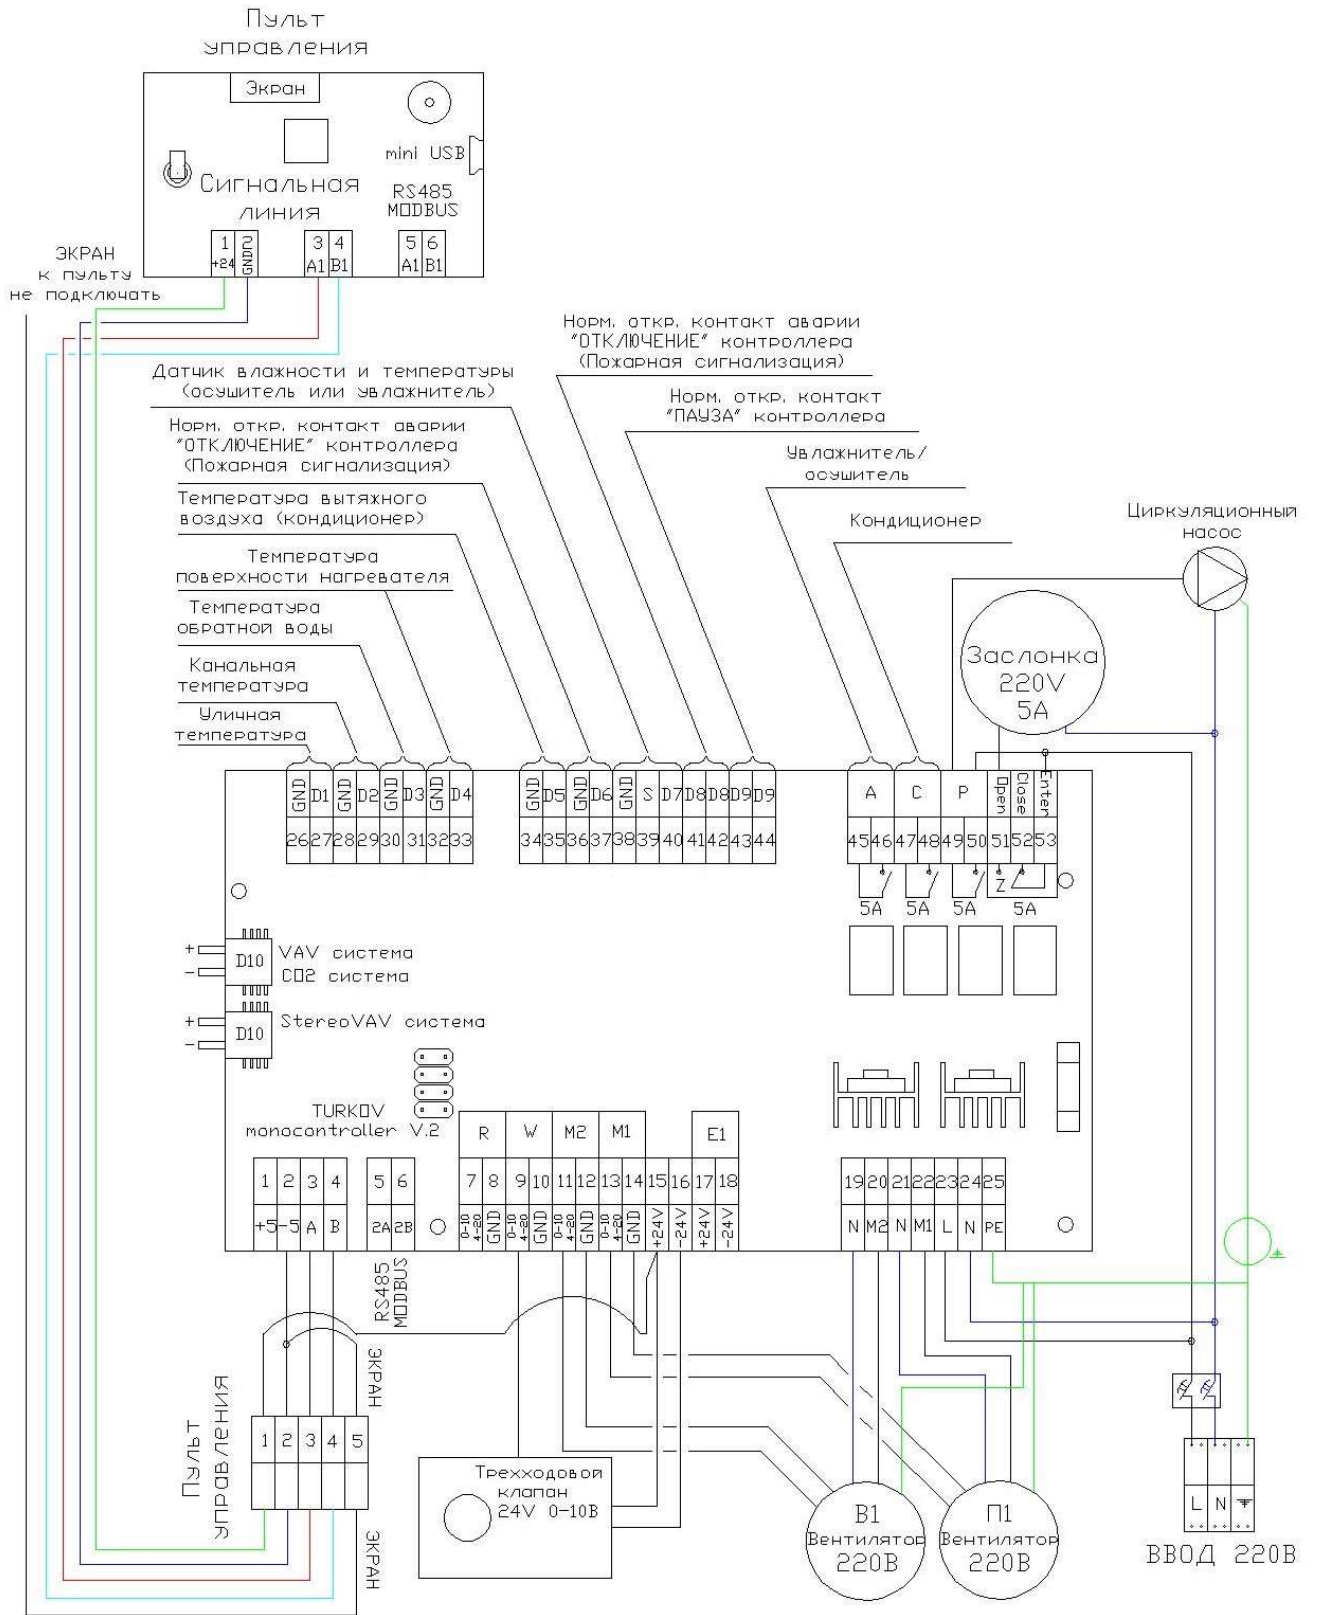 Пульт
управления
Экран
mini USB
Сигнальная
линия
RS485
MODBUS
1 2 3 4 5 6
+24 GND A1 B1 A1 B1
ЭКРАН
к пульту
не подключать
Норм. откр. контакт аварии
"ОТКЛЮЧЕНИЕ" контроллера
(Пожарная сигнализация)
Датчик влажности и температуры
(осушитель или увлажнитель)
Норм. откр. контакт
"ПАУЗА" контроллера
Норм. откр. контакт аварии
"ОТКЛЮЧЕНИЕ" контроллера
(Пожарная сигнализация)
Увлажнитель/
осушитель
Температура вытяжного
воздуха (кондиционер)
Кондиционер
Циркуляционный
насос
Температура
поверхности нагревателя
Температура
обратной воды
Канальная
температура
Уличная
температура
Заслонка
220V
5A
GND D1 GND D2 GND D3 GND D4 GND D5 GND D6 GND S D7 D8 D8 D9 D9 A C P Open Close Enter
26 27 28 29 30 31 32 33 34 35 36 37 38 39 40 41 42 43 44 45 46 47 48 49 50 51 52 53
Z
5A 5A 5A 5A
+
-
D10
VAV система
CO2 система
+
-
D10
StereoVAV система
TURKOV
monocontroller V.2
R W M2 M1 E1
1 2 3 4 5 6 7 8 9 10 11 12 13 14 15 16 17 18 19 20 21 22 23 24 25
+5 -5 A B 2A 2B 0-10 4-20 GND 0-10 4-20 GND 0-10 4-20 GND 0-10 4-20 GND +24V -24V +24V -24V N M2 N M1 L N PE
RS485
MODBUS
ЭКРАН
Пульт
управления
1 2 3 4 5
ЭКРАН
Трехходовой
клапан
24V 0-10В
В1
Вентилятор
220В
П1
Вентилятор
220В
L N
ВВОД 220В